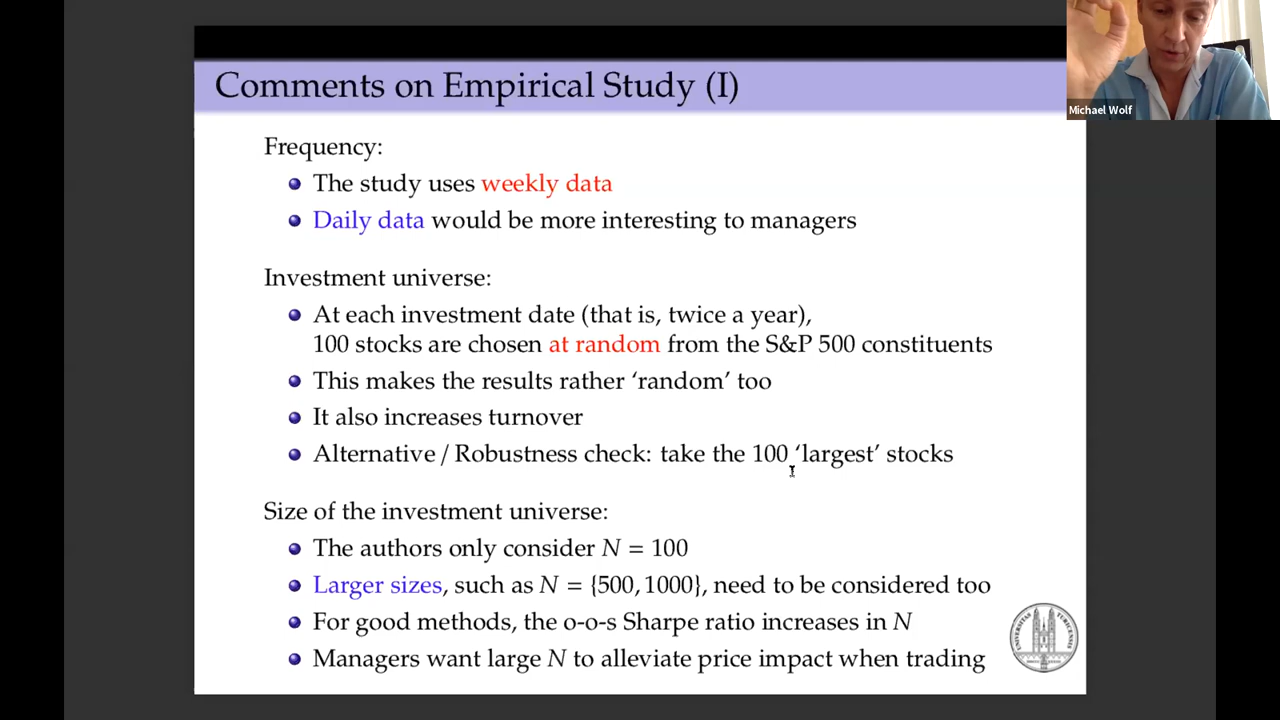 Comments on Empirical Study (I)
Michael Wolf
Frequency:
The study uses weekly data
Daily data would be more interesting to managers
Investment universe:
At each investment date (that is, twice a year),
100 stocks are chosen at random from the S&P 500 constituents
This makes the results rather ‘random’ too
It also increases turnover
Alternative / Robustness check: take the 100 ‘largest’ stocks
Size of the investment universe:
The authors only consider N = 100
Larger sizes, such as N = {500, 1000}, need to be considered too
For good methods, the o-o-s Sharpe ratio increases in N
Managers want large N to alleviate price impact when trading